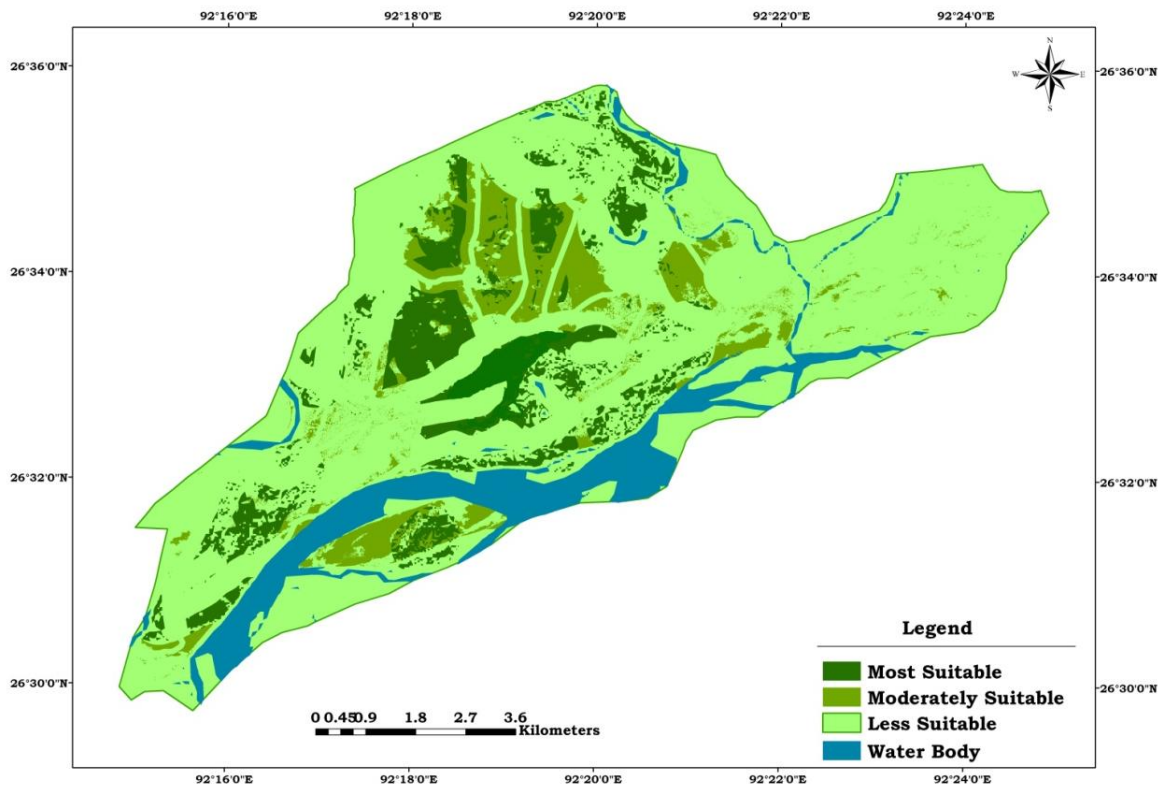 92°16'0"E 92°18'0"E 92°20'0"E 92°22'0"E 92°24'0"E
26°36'0"N 26°36'0"N
N
W E
S
26°34'0"N 26°34'0"N
26°32'0"N 26°32'0"N
Legend
Most Suitable
26°30'0"N 26°30'0"N
Moderately Suitable
0 0.45 0.9 1.8 2.7 3.6
Less Suitable
Kilometers
Water Body
92°16'0"E 92°18'0"E 92°20'0"E 92°22'0"E 92°24'0"E